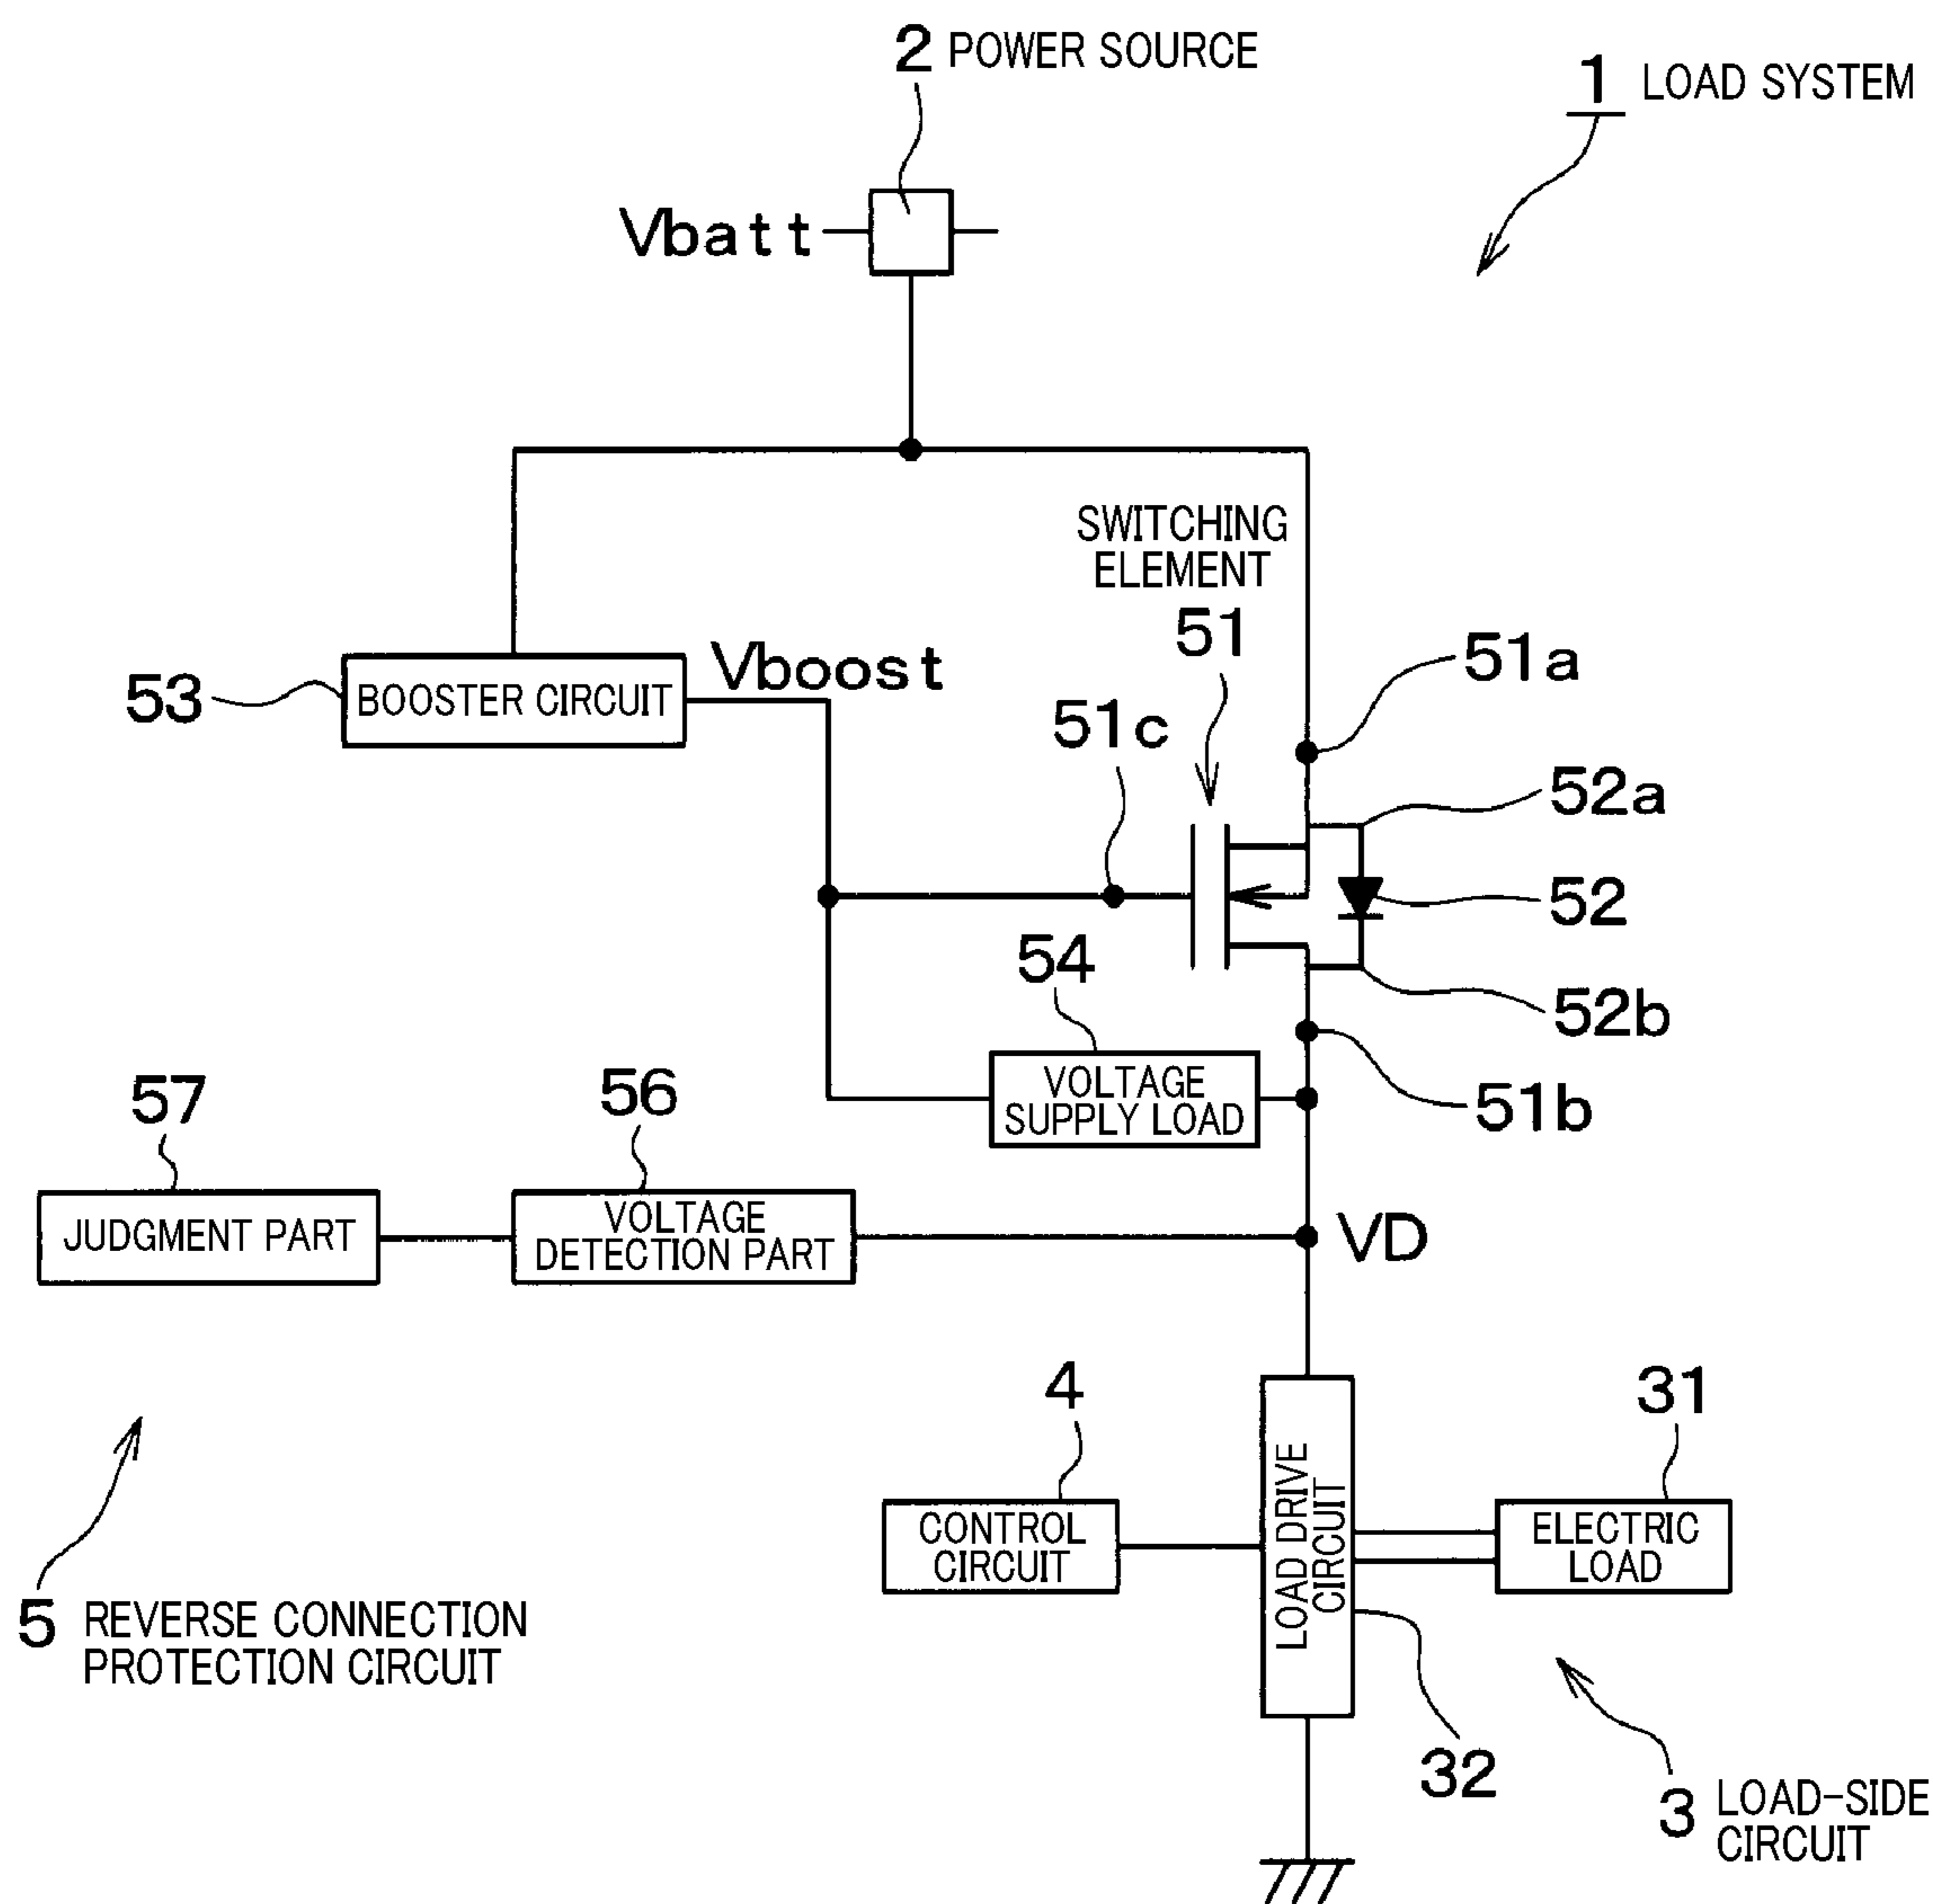 2 POWER SOURCE
1 LOAD SYSTEM
Vbatt
SWITCHING
ELEMENT
51
51a
53
BOOSTER CIRCUIT
Vboost
51c
52a
52
54
52b
VOLTAGE
SUPPLY LOAD
51b
57
56
JUDGMENT PART
VOLTAGE
DETECTION PART
VD
4
31
CONTROL
CIRCUIT
LOAD DRIVE
CIRCUIT
ELECTRIC
LOAD
5 REVERSE CONNECTION
PROTECTION CIRCUIT
32
3 LOAD-SIDE
CIRCUIT